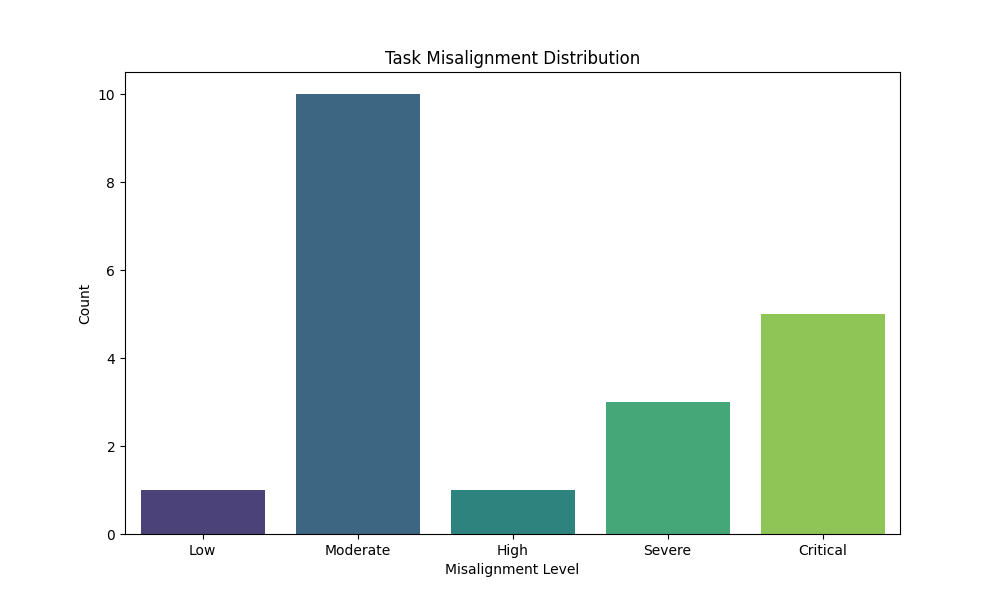 Task Misalignment Distribution
10
8
6
4
2
0
Count
Low Moderate High Severe Critical
Misalignment Level